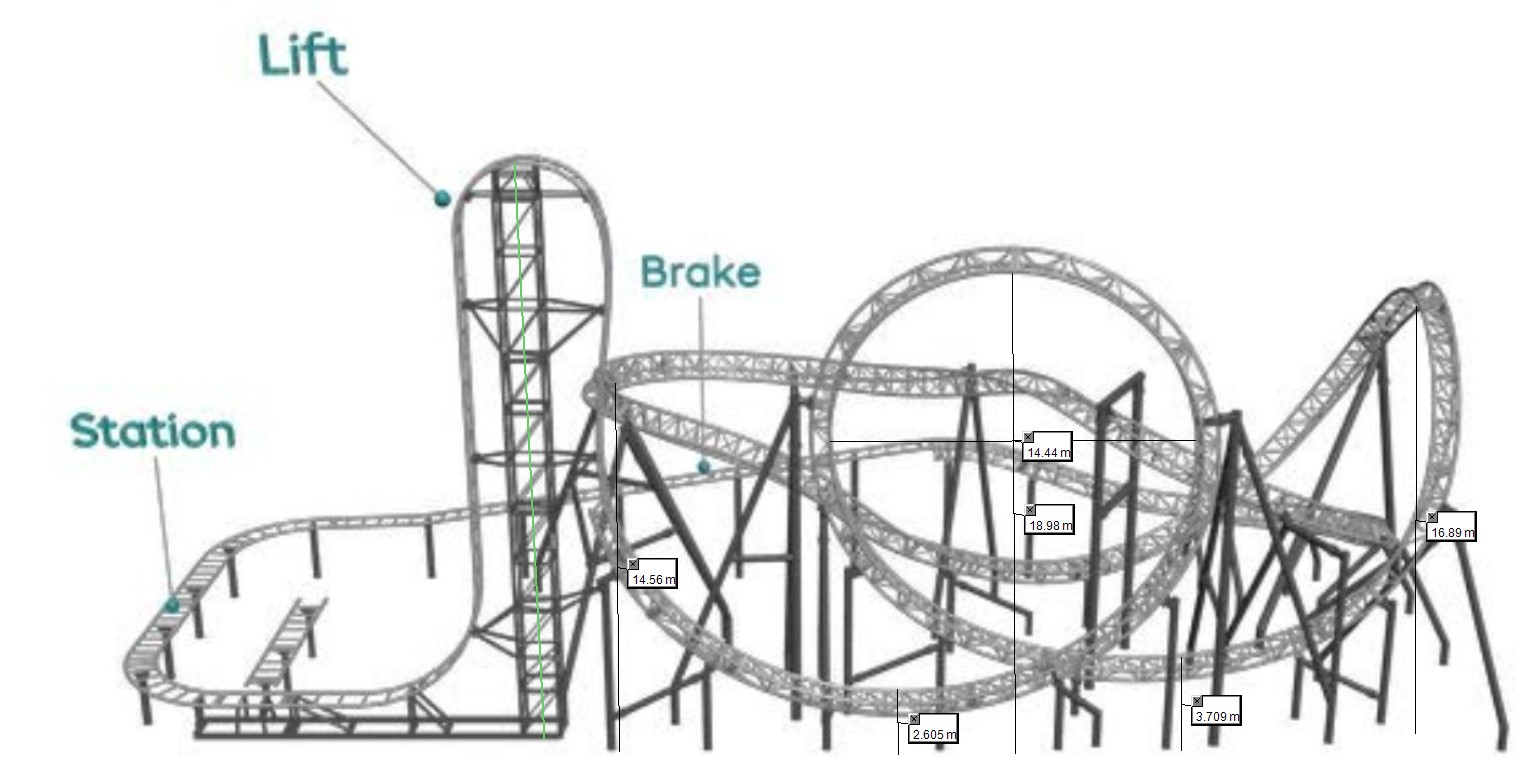 Lift
Brake
Station
14.44 m
18.98 m
16.89 m
14.56 m
3.709 m
2.605 m